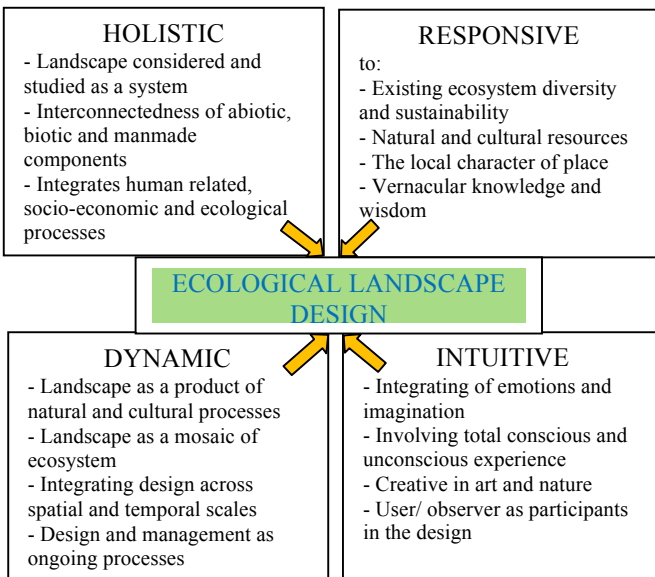 HOLISTIC
- Landscape considered and
studied as a system
- Interconnectedness of abiotic,
biotic and manmade
components
- Integrates human related,
socio-economic and ecological
processes
RESPONSIVE
to:
- Existing ecosystem diversity
and sustainability
- Natural and cultural resources
- The local character of place
- Vernacular knowledge and
wisdom
ECOLOGICAL LANDSCAPE
DESIGN
DYNAMIC
- Landscape as a product of
natural and cultural processes
- Landscape as a mosaic of
ecosystem
- Integrating design across
spatial and temporal scales
- Design and management as
ongoing processes
INTUITIVE
- Integrating of emotions and
imagination
- Involving total conscious and
unconscious experience
- Creative in art and nature
- User/ observer as participants
in the design